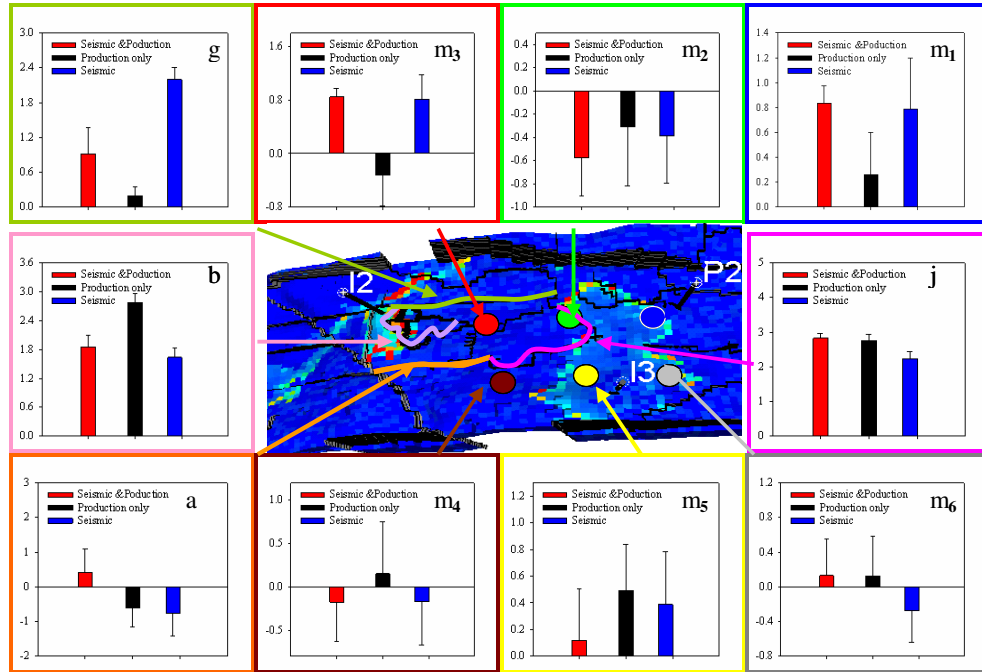 g
Seismic &Poduction
Production only
Seismic
3.0
2.4
1.8
1.2
0.6
0.0
m3
Seismic &Poduction
Production only
Seismic
1.6
0.8
0.0
-0.8
m2
Seismic &Poduction
Production only
Seismic
0.4
0.2
0.0
-0.2
-0.4
-0.6
-0.8
-1.0
m1
Seismic &Poduction
Production only
Seismic
1.4
1.2
1.0
0.8
0.6
0.4
0.2
0.0
b
Seismic &Poduction
Production only
Seismic
3.6
3.0
2.4
1.8
1.2
0.6
0.0
I2
P2
I3
j
Seismic &Poduction
Production only
Seismic
5
4
3
2
1
0
a
Seismic &Poduction
Production only
Seismic
3
2
1
0
-1
-2
m4
Seismic &Poduction
Production only
Seismic
1.0
0.5
0.0
-0.5
m5
Seismic &Poduction
Production only
Seismic
1.2
1.0
0.8
0.6
0.4
0.2
0.0
m6
Seismic &Poduction
Production only
Seismic
1.2
0.8
0.4
0.0
-0.4
-0.8